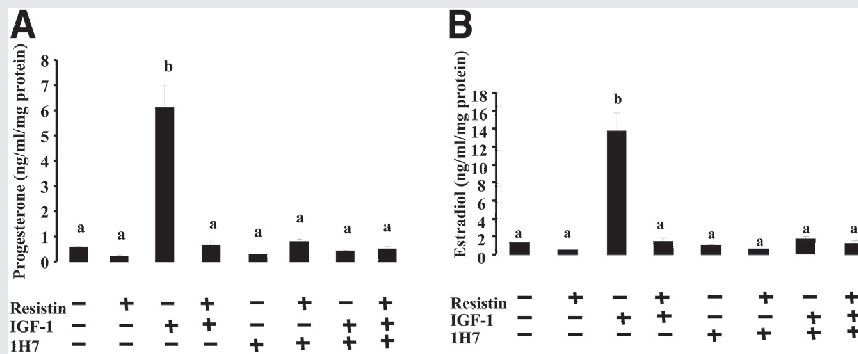 A
Progesterone (ng/ml/mg protein)
8
7
6
5
4
3
2
1
0
a a b a a a a a
Resistin − + − + − + − +
IGF-1 − − + + − − + +
1H7 − − − − + + + +
B
Estradiol (ng/ml/mg protein)
18
16
14
12
10
8
6
4
2
0
a a b a a a a a
Resistin − + − + − + − +
IGF-1 − − + + − − + +
1H7 − − − − + + + +